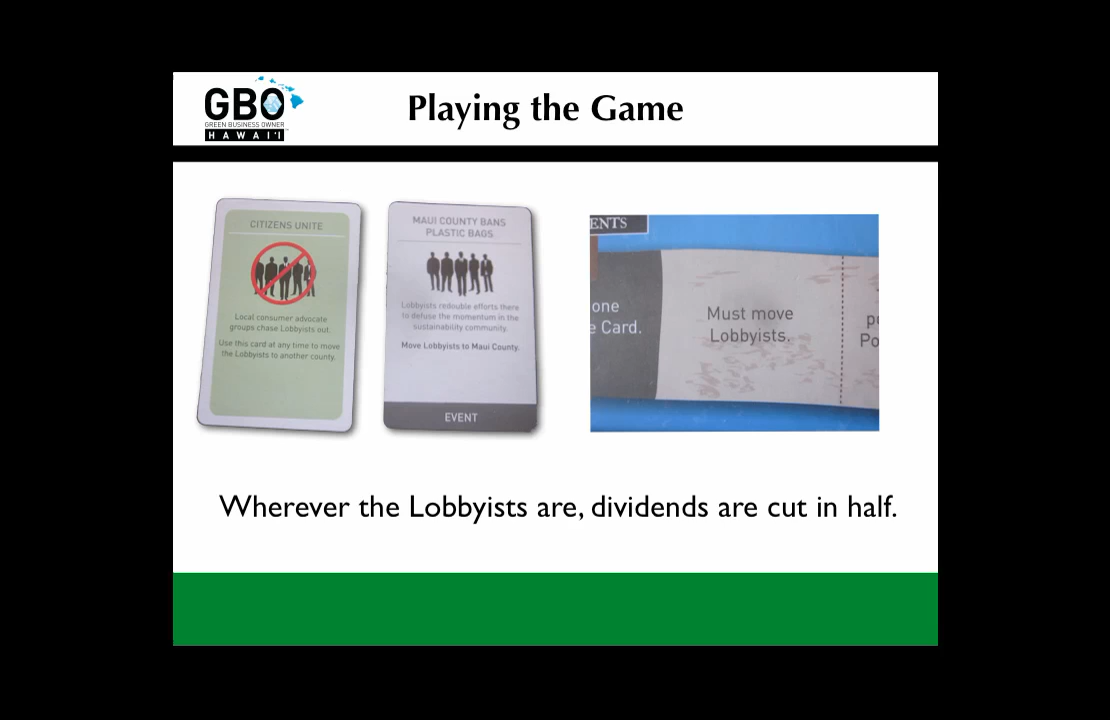 GBO
GREEN BUSINESS OWNER
HAWAI'I
Playing the Game
CITIZENS UNITE
Local consumer advocate
groups chase Lobbyists out.
Use this card at any time to move
the Lobbyists to another county.
MAUI COUNTY BANS
PLASTIC BAGS
Lobbyists redouble efforts there
to defuse the momentum in the
sustainability community.
Move Lobbyists to Maui County.
EVENT
ENTS
one
e Card.
Must move
Lobbyists.
po
Po
Wherever the Lobbyists are, dividends are cut in half.